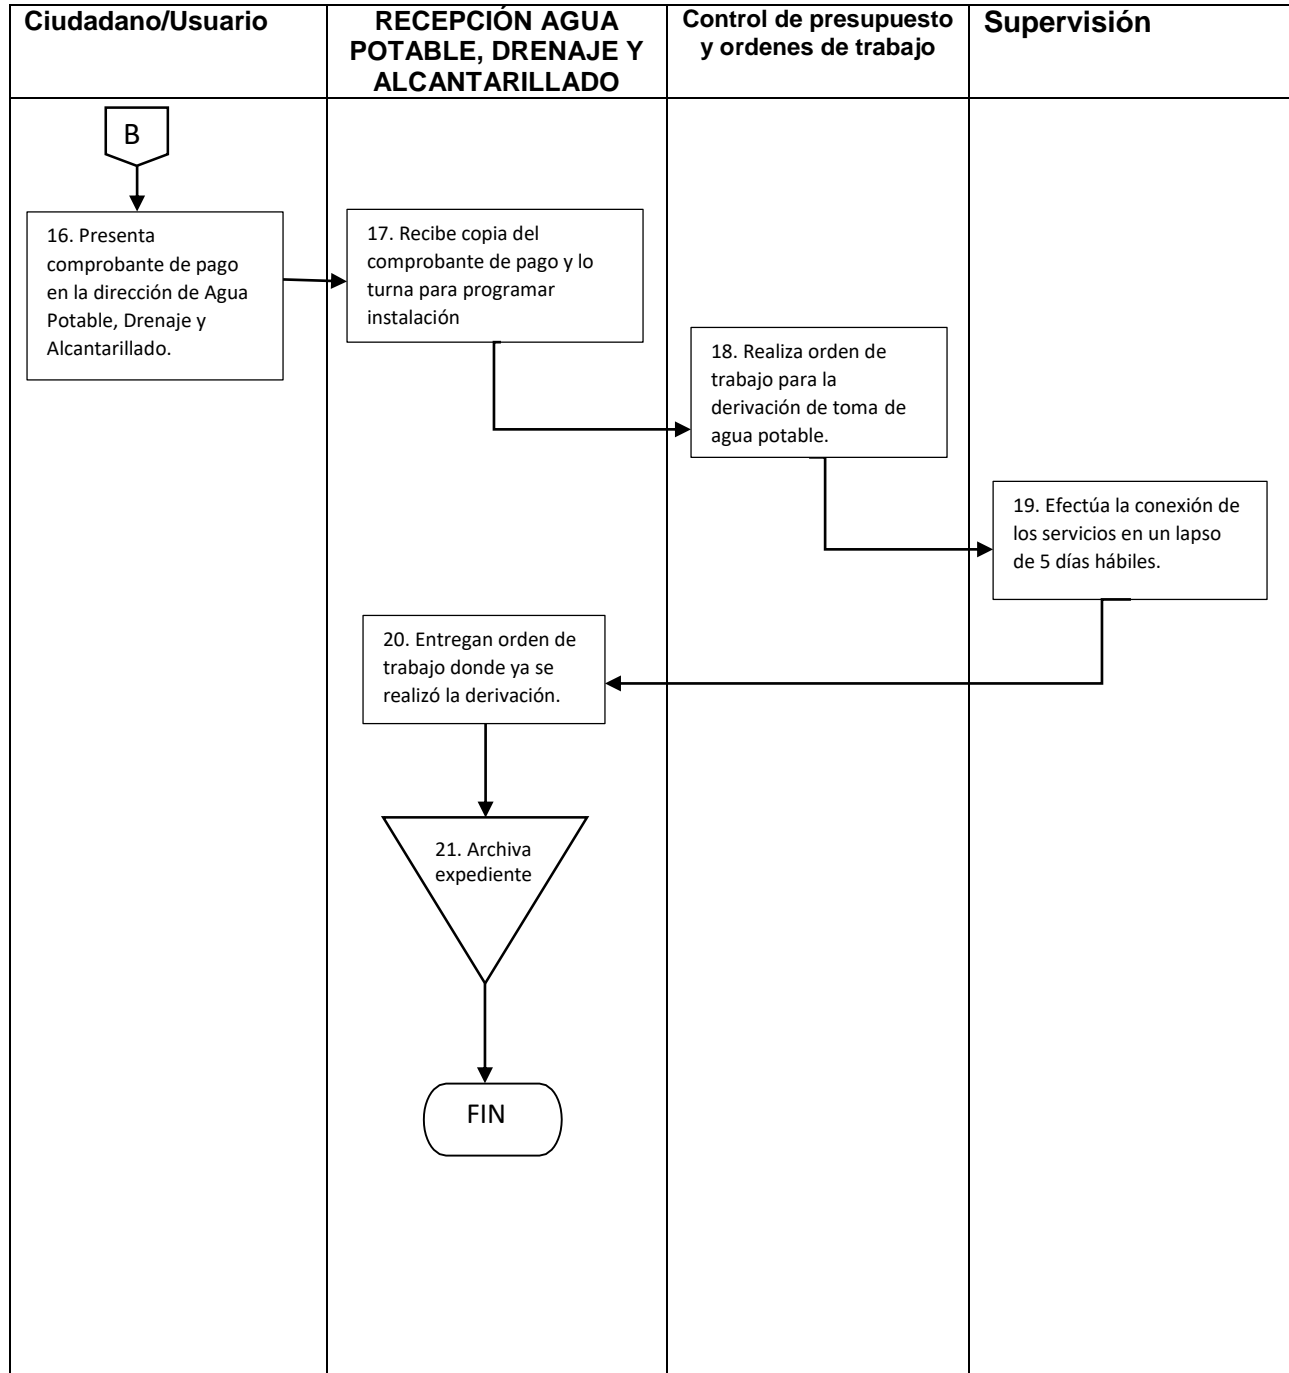 Ciudadano/Usuario
RECEPCIÓN AGUA
POTABLE, DRENAJE Y
ALCANTARILLADO
Control de presupuesto
y ordenes de trabajo
Supervisión
B
16. Presenta
comprobante de pago
en la dirección de Agua
Potable, Drenaje y
Alcantarillado.
17. Recibe copia del
comprobante de pago y lo
turna para programar
instalación
18. Realiza orden de
trabajo para la
derivación de toma de
agua potable.
19. Efectúa la conexión de
los servicios en un lapso
de 5 días hábiles.
20. Entregan orden de
trabajo donde ya se
realizó la derivación.
21. Archiva
expediente
FIN